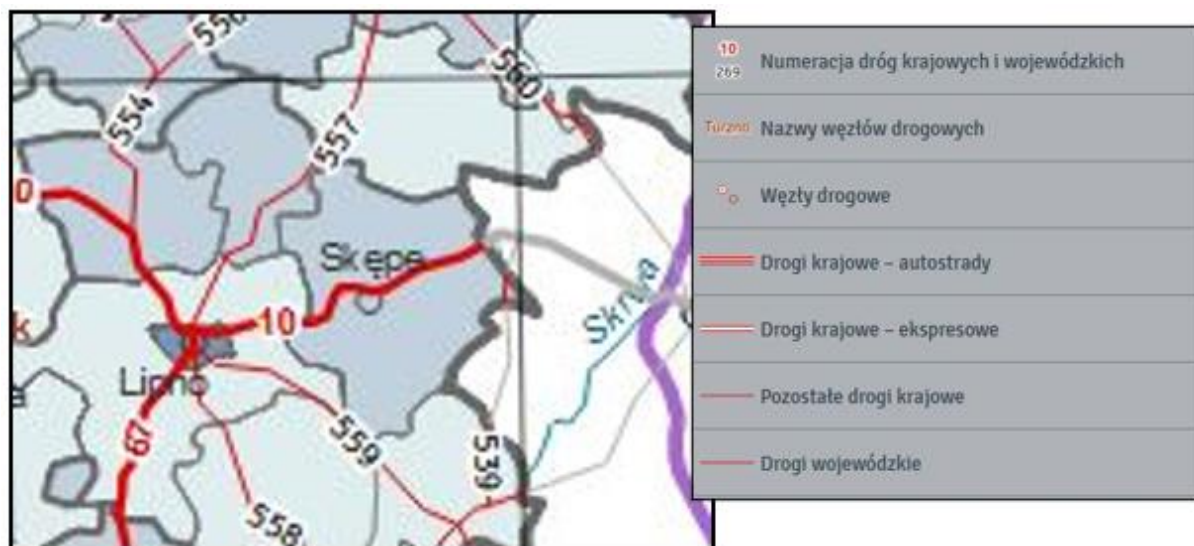 556
554
557
560
0
Skępe
Skrwa
10
k
Lipno
67
559
539
558
10
269
Numeracja dróg krajowych i wojewódzkich
Turzno
Nazwy węzłów drogowych
Węzły drogowe
Drogi krajowe – autostrady
Drogi krajowe – ekspresowe
Pozostałe drogi krajowe
Drogi wojewódzkie